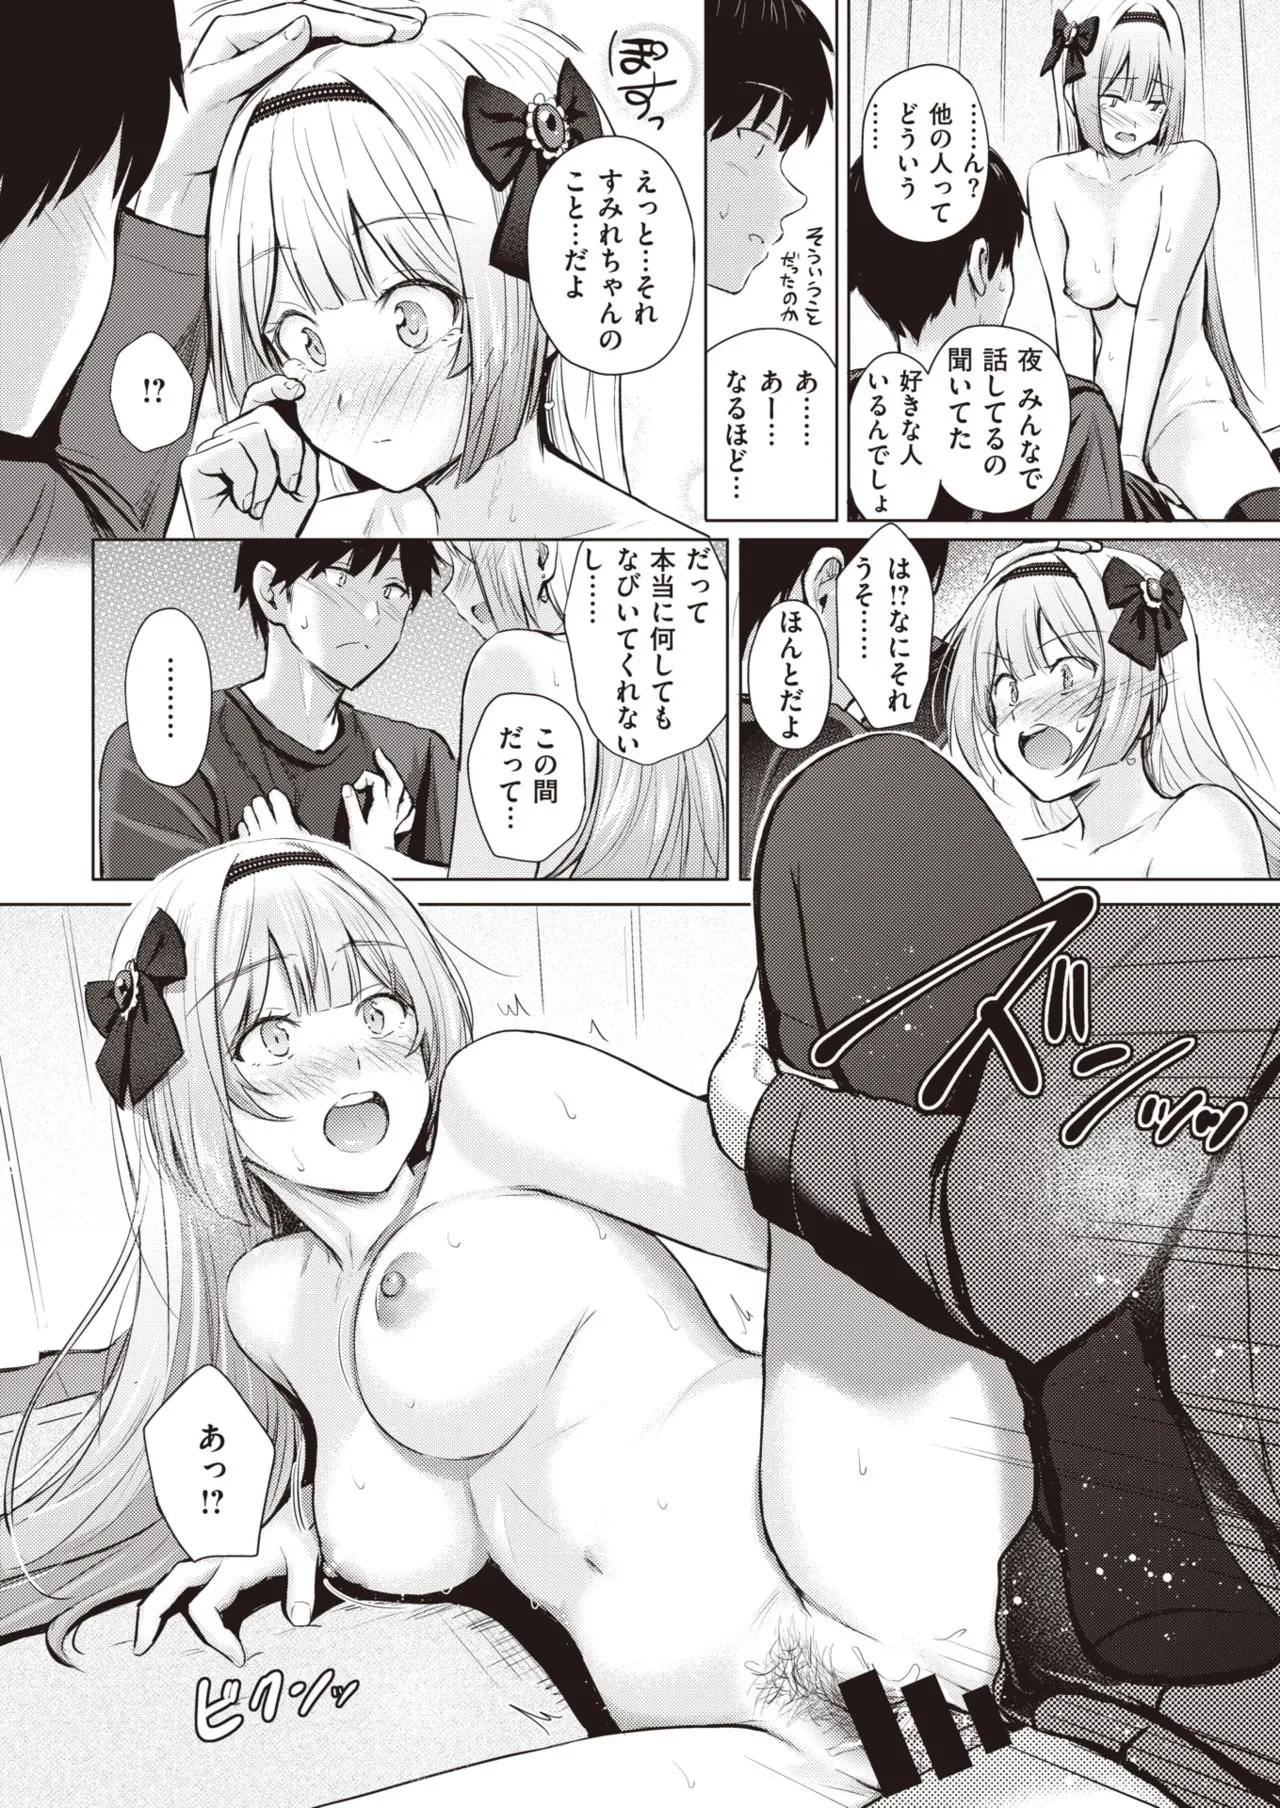 ……ん?
他の人って
どういう
……
夜 みんなで
話してるの
聞いてた
好きな人
いるんでしょ
そういうこと
だったのか
あ……
あー…
なるほど…
ぽすっ
えっと…それ
すみれちゃんの
こと…だよ
!?
は!?なにそれ
うそ……
ほんとだよ
だって
本当に何しても
なびいてくれない
し……
この間
だって…
………
ズンッッ
あっ!?
ビクンッ